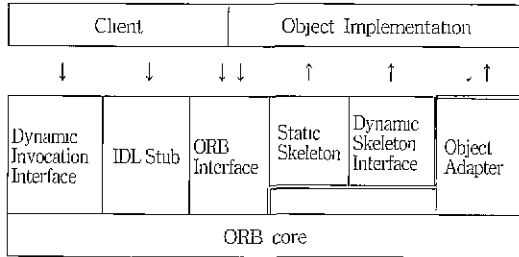 Client
Object Implementation
Dynamic
Invocation
Interface
IDL Stub
ORB
Interface
Static
Skeleton
Dynamic
Skeleton
Interface
Object
Adapter
ORB core